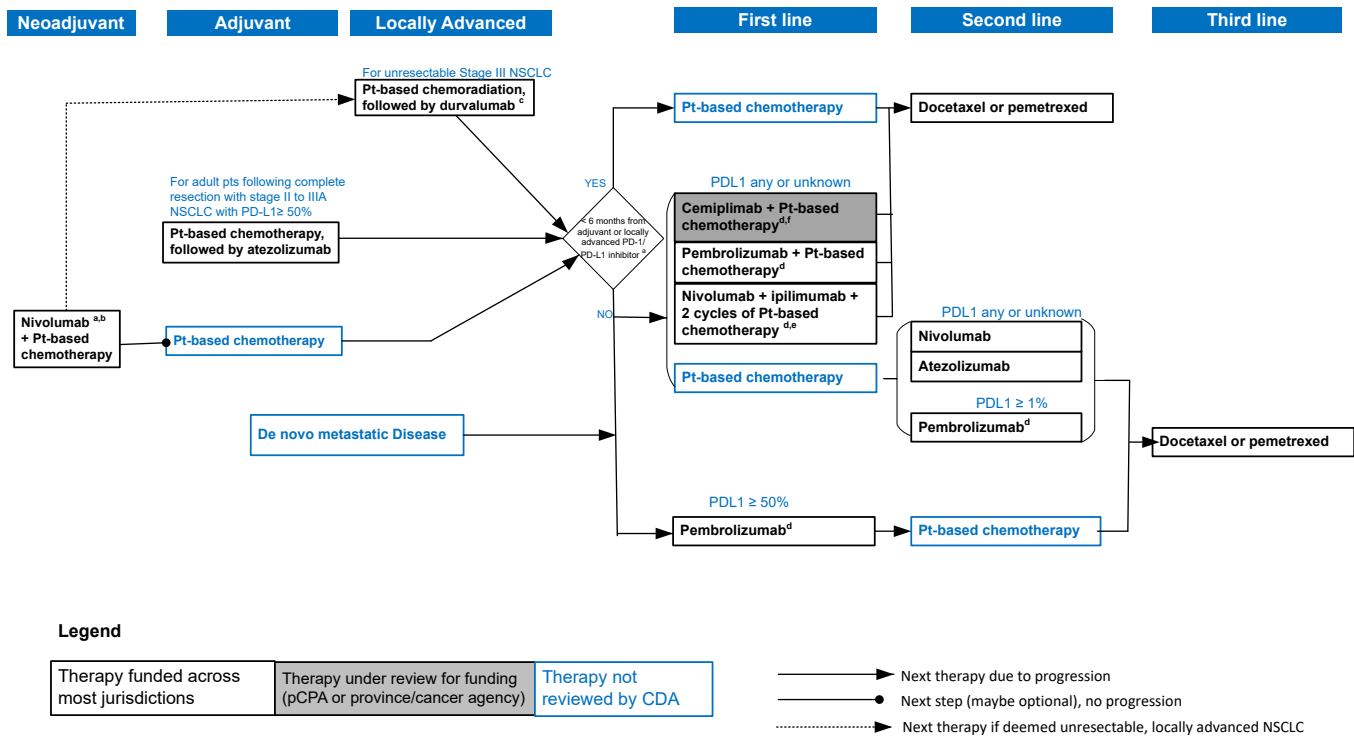 Neoadjuvant
Adjuvant
Locally Advanced
First line
Second line
Third line
For unresectable Stage III NSCLC
Pt-based chemoradiation,
followed by durvalumab c
For adult pts following complete
resection with stage II to IIIA
NSCLC with PD-L1≥ 50%
Pt-based chemotherapy,
followed by atezolizumab
Nivolumab a,b
+ Pt-based
chemotherapy
Pt-based chemotherapy
De novo metastatic Disease
YES
< 6 months from
adjuvant or locally
advanced PD-1/
PD-L1 inhibitor a
NO
Pt-based chemotherapy
PDL1 any or unknown
Cemiplimab + Pt-based
chemotherapy d,f
Pembrolizumab + Pt-based
chemotherapy d
Nivolumab + ipilimumab +
2 cycles of Pt-based
chemotherapy d,e
Pt-based chemotherapy
PDL1 ≥ 50%
Pembrolizumab d
Docetaxel or pemetrexed
PDL1 any or unknown
Nivolumab
Atezolizumab
PDL1 ≥ 1%
Pembrolizumab d
Pt-based chemotherapy
Docetaxel or pemetrexed
Legend
Therapy funded across
most jurisdictions
Therapy under review for funding
(pCPA or province/cancer agency)
Therapy not
reviewed by CDA
Next therapy due to progression
Next step (maybe optional), no progression
Next therapy if deemed unresectable, locally advanced NSCLC